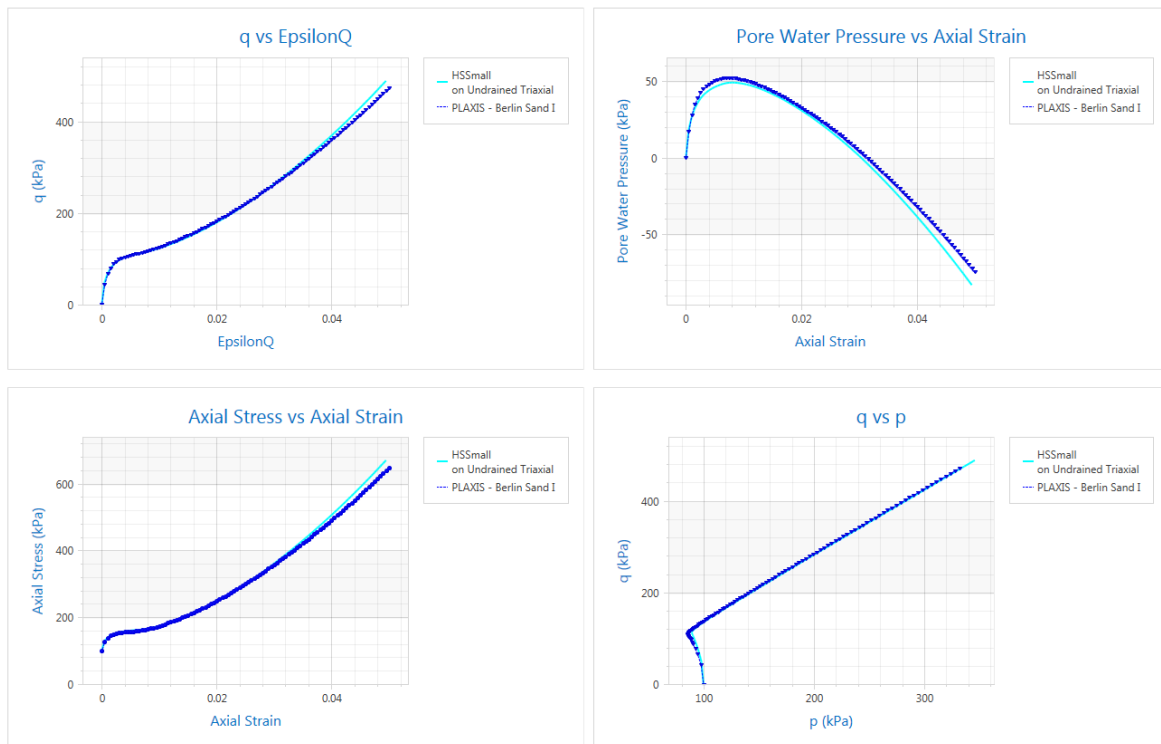 q vs EpsilonQ
q (kPa)
400
200
0
0
0.02
0.04
EpsilonQ
HSSmall
on Undrained Triaxial
PLAXIS - Berlin Sand I
Pore Water Pressure vs Axial Strain
Pore Water Pressure (kPa)
50
0
-50
0
0.02
0.04
Axial Strain
HSSmall
on Undrained Triaxial
PLAXIS - Berlin Sand I
Axial Stress vs Axial Strain
Axial Stress (kPa)
600
400
200
0
0
0.02
0.04
Axial Strain
HSSmall
on Undrained Triaxial
PLAXIS - Berlin Sand I
q vs p
q (kPa)
400
200
0
100
200
300
p (kPa)
HSSmall
on Undrained Triaxial
PLAXIS - Berlin Sand I